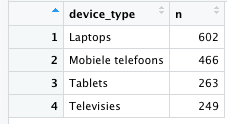 device_type n
1 Laptops 602
2 Mobiele telefoons 466
3 Tablets 263
4 Televisies 249